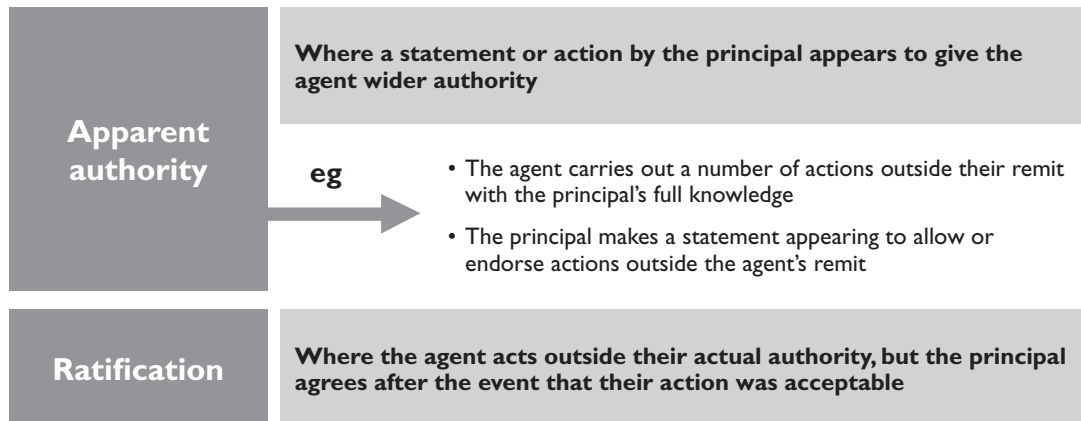 Apparent
authority
Where a statement or action by the principal appears to give the
agent wider authority
eg
• The agent carries out a number of actions outside their remit
with the principal’s full knowledge
• The principal makes a statement appearing to allow or
endorse actions outside the agent’s remit
Ratification
Where the agent acts outside their actual authority, but the principal
agrees after the event that their action was acceptable